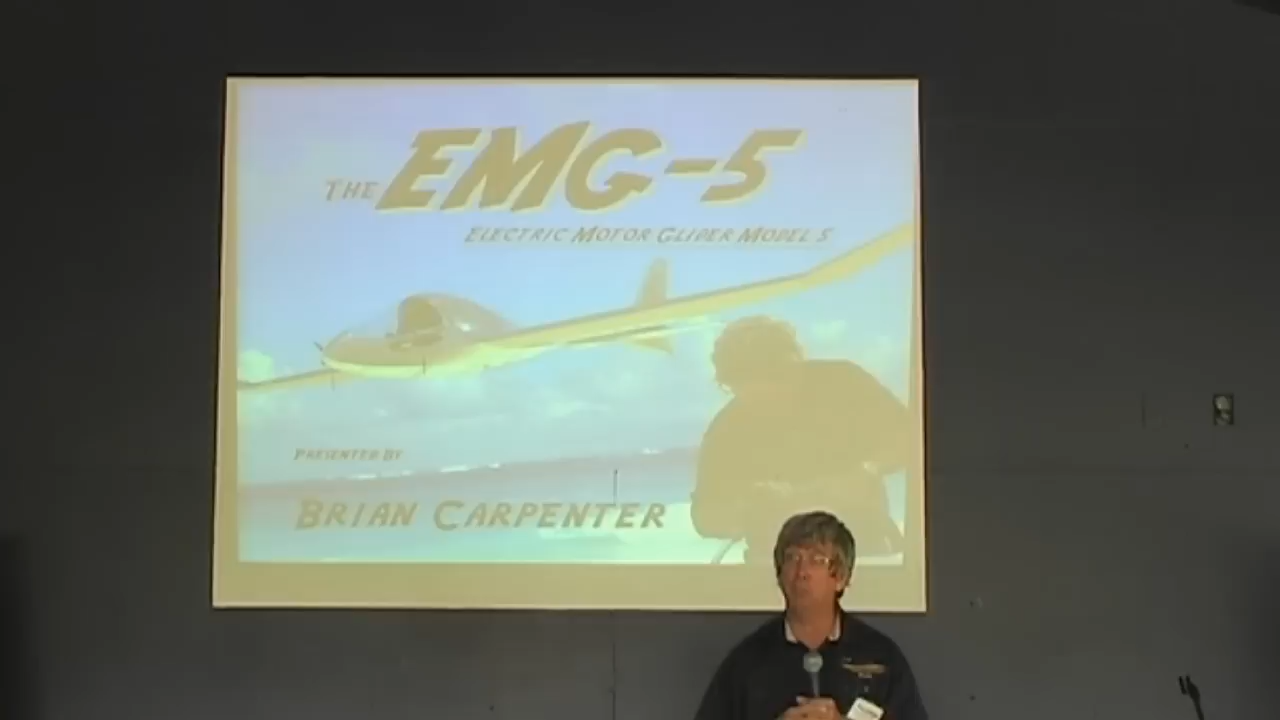 THE EMG-5
ELECTRIC MOTOR GLIDER MODEL 5
PRESENTED BY
BRIAN CARPENTER